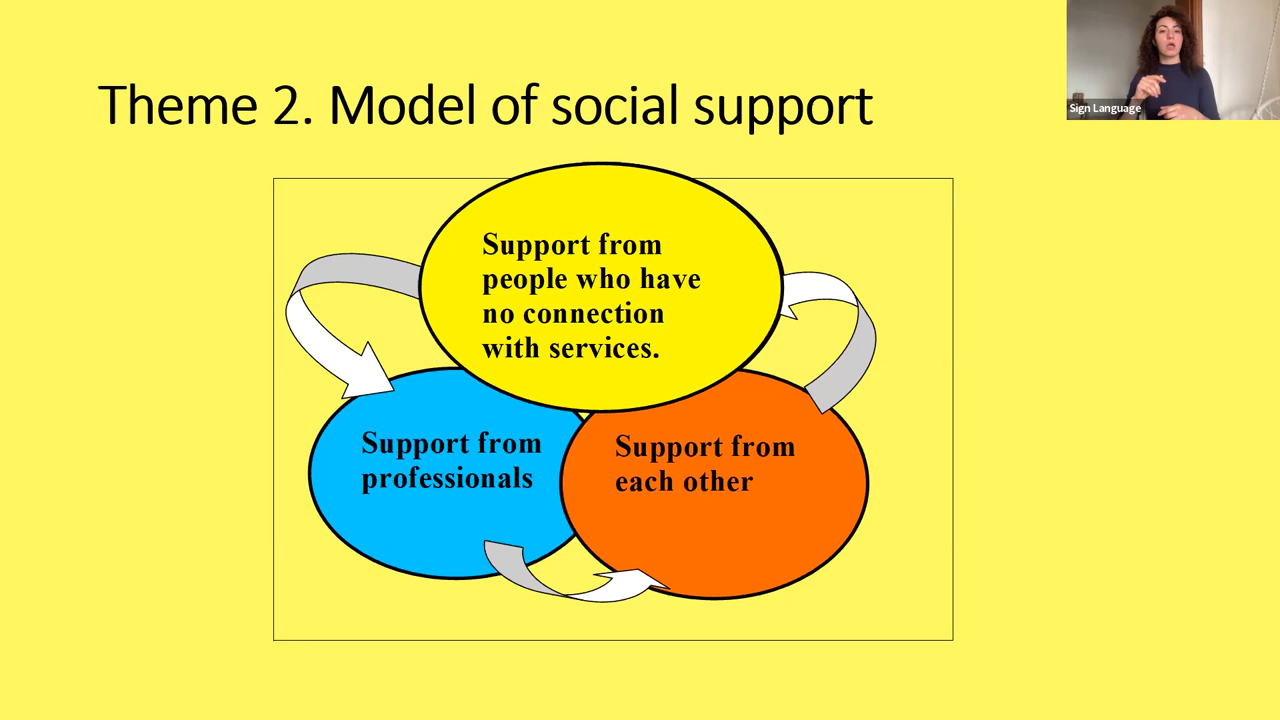 Theme 2. Model of social support
Sign Language
Support from
people who have
no connection
with services.
Support from
professionals
Support from
each other